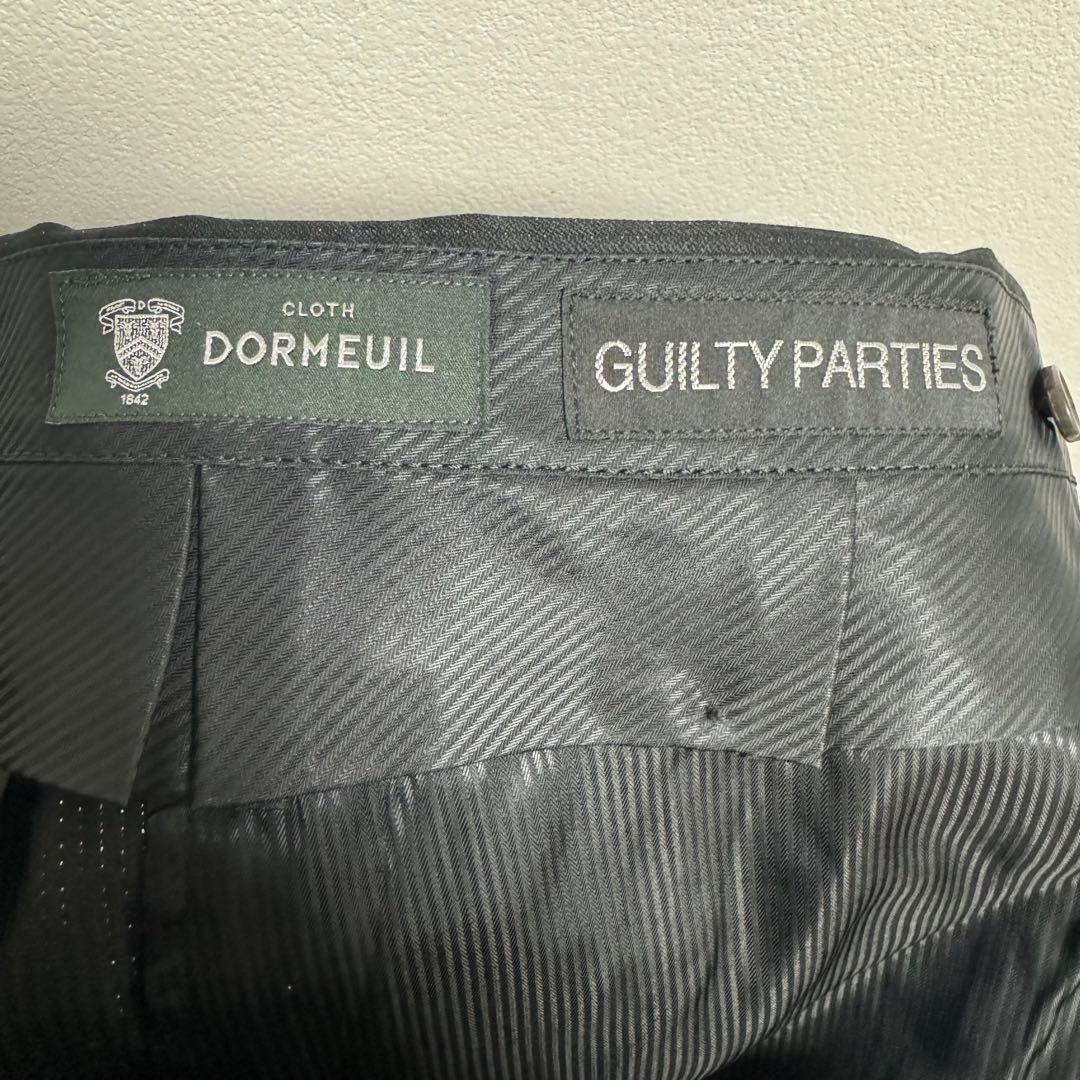 D
CLOTH
DORMEUIL
1842
GUILTY PARTIES